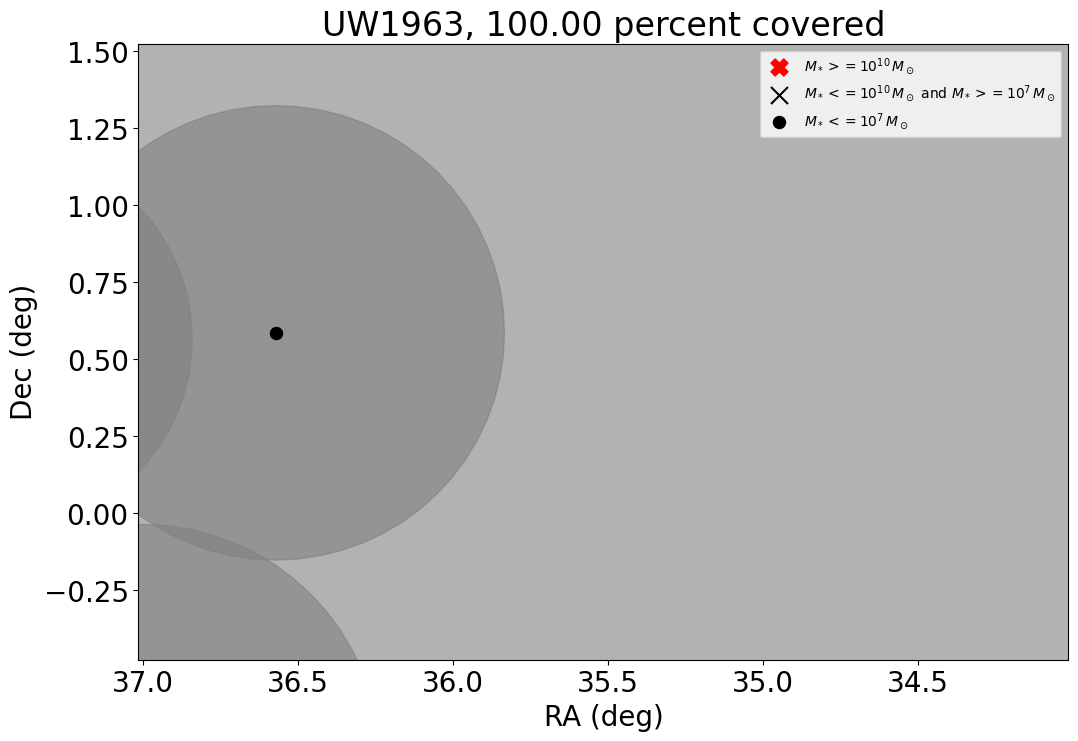 UW1963, 100.00 percent covered
M* >= 10^10 M⊙
M* <= 10^10 M⊙ and M* >= 10^7 M⊙
M* <= 10^7 M⊙
1.50
1.25
1.00
0.75
0.50
0.25
0.00
−0.25
Dec (deg)
37.0 36.5 36.0 35.5 35.0 34.5
RA (deg)